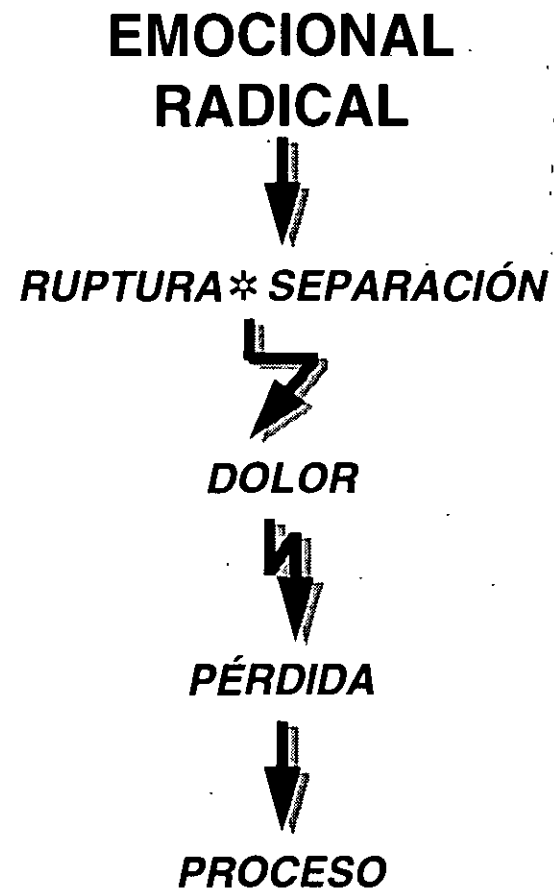 EMOCIONAL
RADICAL
RUPTURA✲ SEPARACIÓN
DOLOR
PÉRDIDA
PROCESO